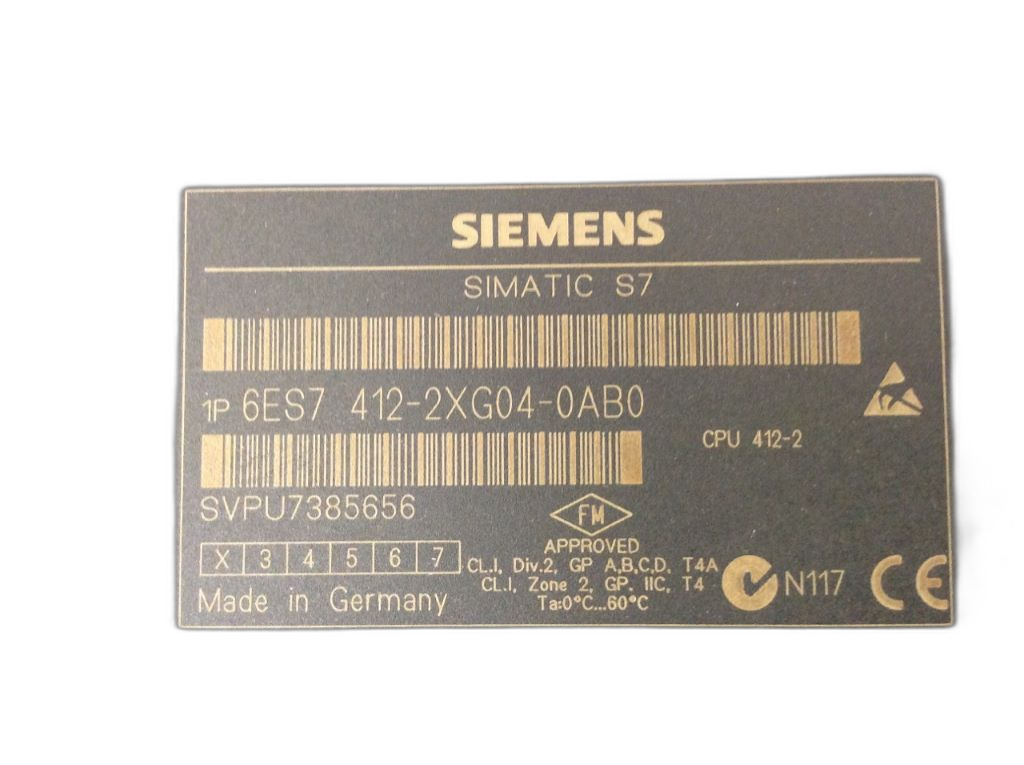 SIEMENS
SIMATIC S7
1P 6ES7 412-2XG04-0AB0
CPU 412-2
SVPU7385656
FM
APPROVED
X 3 4 5 6 7
CL.I, Div.2, GP A,B,C,D, T4A
CL.I, Zone 2, GP. IIC, T4
Ta:0°C...60°C
N117
CE
Made in Germany